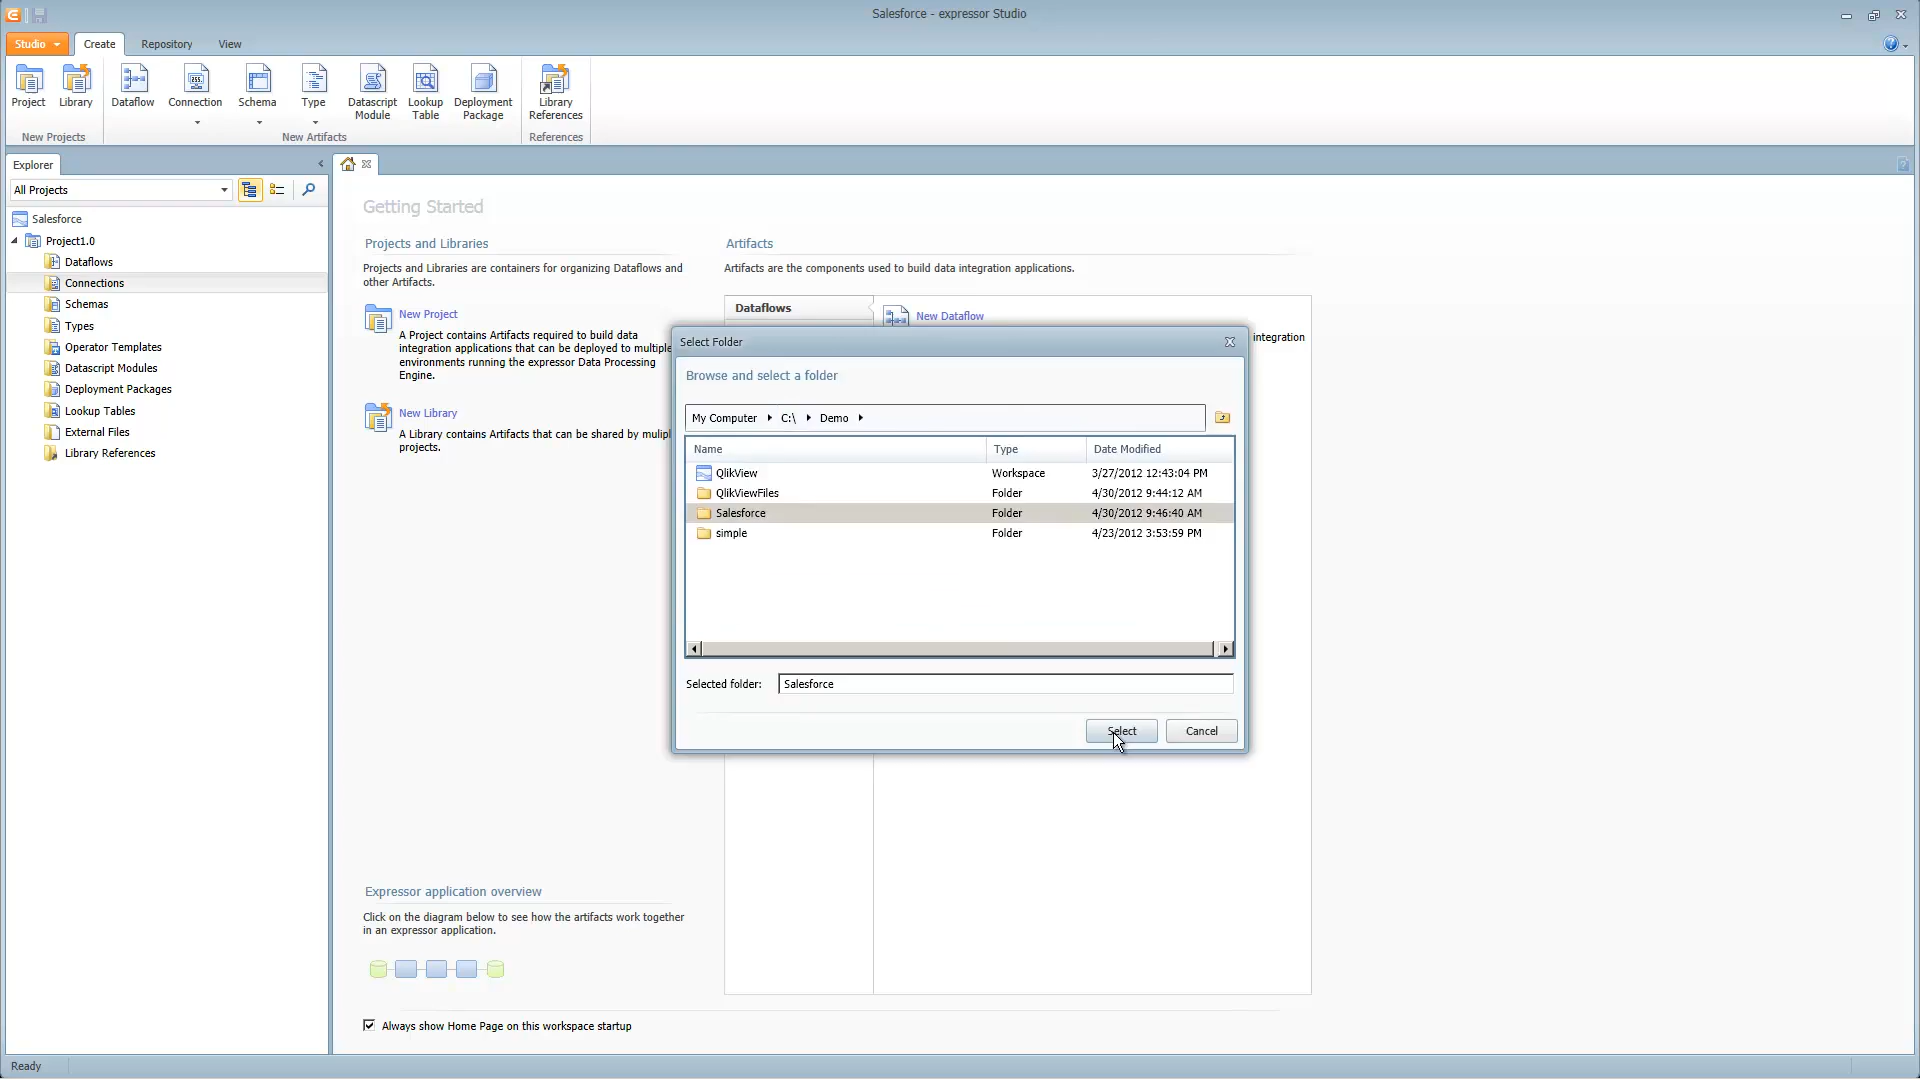 Salesforce - expressor Studio
Studio
Create
Repository
View
Project
Library
Dataflow
Connection
Schema
Type
Datascript
Module
Lookup
Table
Deployment
Package
Library
References
New Projects
New Artifacts
References
Explorer
All Projects
Salesforce
Project1.0
Dataflows
Connections
Schemas
Types
Operator Templates
Datascript Modules
Deployment Packages
Lookup Tables
External Files
Library References
Getting Started
Projects and Libraries
Projects and Libraries are containers for organizing Dataflows and
other Artifacts.
New Project
A Project contains Artifacts required to build data
integration applications that can be deployed to multiple
environments running the expressor Data Processing
Engine.
New Library
A Library contains Artifacts that can be shared by mulipl
projects.
Artifacts
Artifacts are the components used to build data integration applications.
Dataflows
New Dataflow
integration
Select Folder
Browse and select a folder
My Computer C:\ Demo
Name Type Date Modified
QlikView Workspace 3/27/2012 12:43:04 PM
QlikViewFiles Folder 4/30/2012 9:44:12 AM
Salesforce Folder 4/30/2012 9:46:40 AM
simple Folder 4/23/2012 3:53:59 PM
Selected folder: Salesforce
Select Cancel
Expressor application overview
Click on the diagram below to see how the artifacts work together
in an expressor application.
Always show Home Page on this workspace startup
Ready